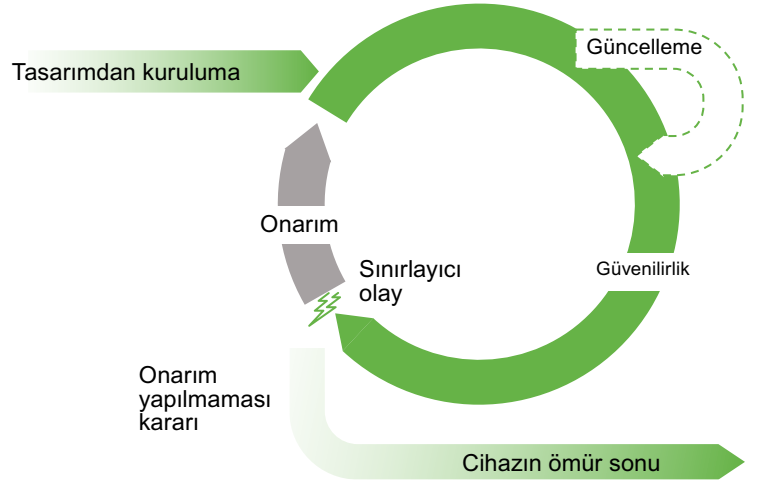 Güncelleme
Tasarımdan kuruluma
Onarım
Sınırlayıcı
olay
Güvenilirlik
Onarım
yapılmaması
kararı
Cihazın ömür sonu